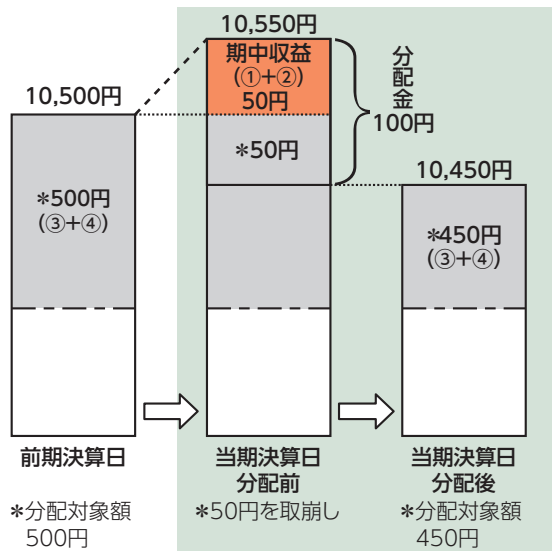 10,500円
*500円
(③+④)
前期決算日
*分配対象額
500円
10,550円
期中収益
(①+②)
50円
*50円
分配金
100円
当期決算日
分配前
*50円を取崩し
10,450円
*450円
(③+④)
当期決算日
分配後
*分配対象額
450円